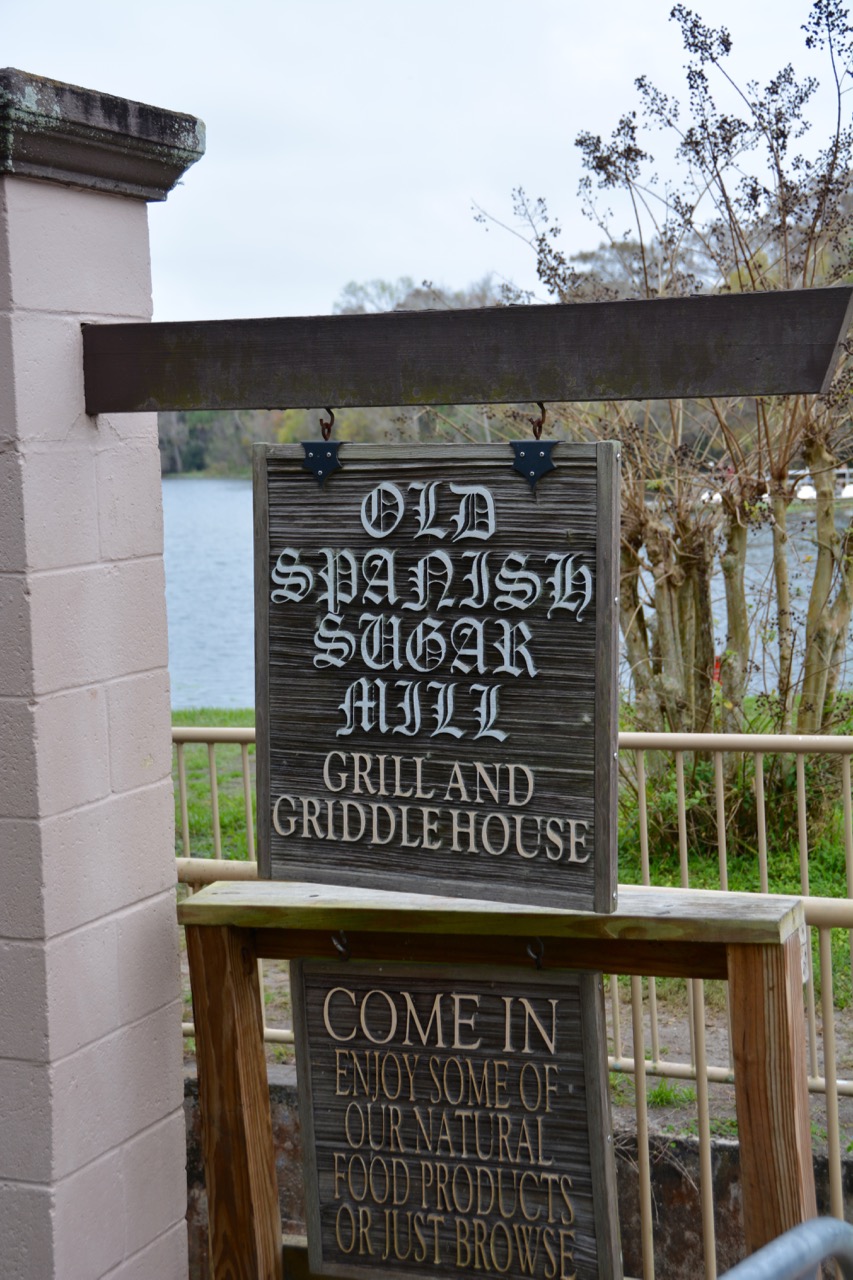 OLD
SPANISH
SUGAR
MILL
GRILL AND
GRIDDLE HOUSE
COME IN
ENJOY SOME OF
OUR NATURAL
FOOD PRODUCTS
OR JUST BROWSE